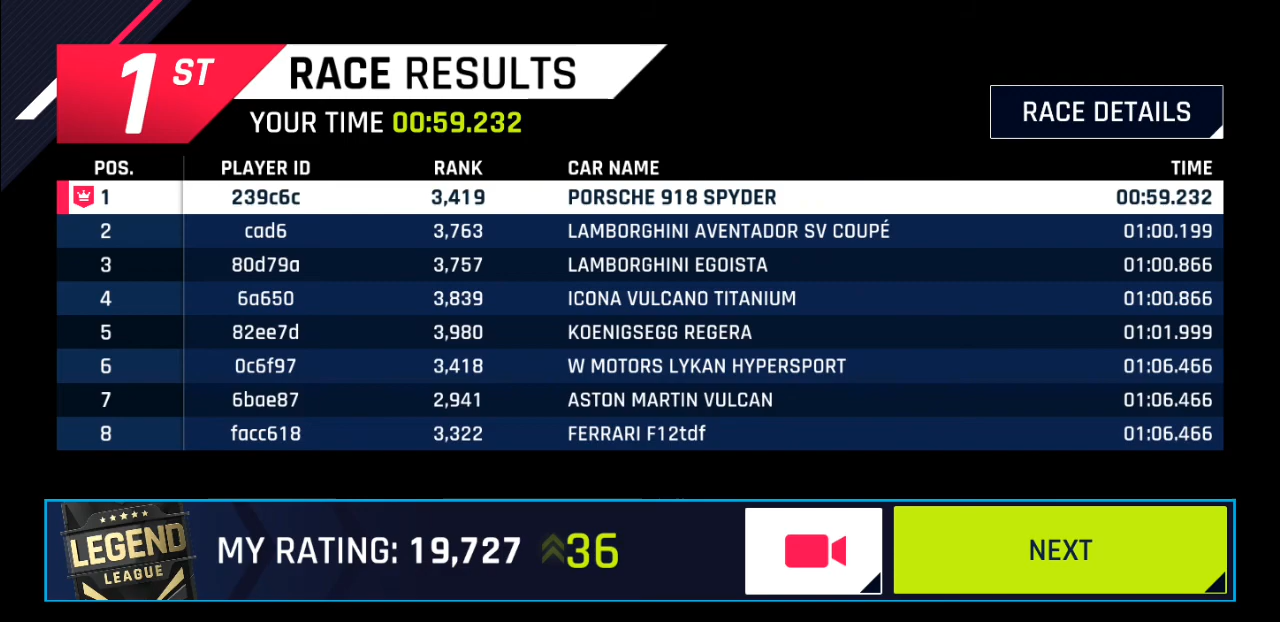 1ST RACE RESULTS
YOUR TIME 00:59.232
RACE DETAILS
POS. PLAYER ID RANK CAR NAME TIME
1 239c6c 3,419 PORSCHE 918 SPYDER 00:59.232
2 cad6 3,763 LAMBORGHINI AVENTADOR SV COUPÉ 01:00.199
3 80d79a 3,757 LAMBORGHINI EGOISTA 01:00.866
4 6a650 3,839 ICONA VULCANO TITANIUM 01:00.866
5 82ee7d 3,980 KOENIGSEGG REGERA 01:01.999
6 0c6f97 3,418 W MOTORS LYKAN HYPERSPORT 01:06.466
7 6bae87 2,941 ASTON MARTIN VULCAN 01:06.466
8 facc618 3,322 FERRARI F12tdf 01:06.466
LEGEND
LEAGUE
MY RATING: 19,727 36
NEXT